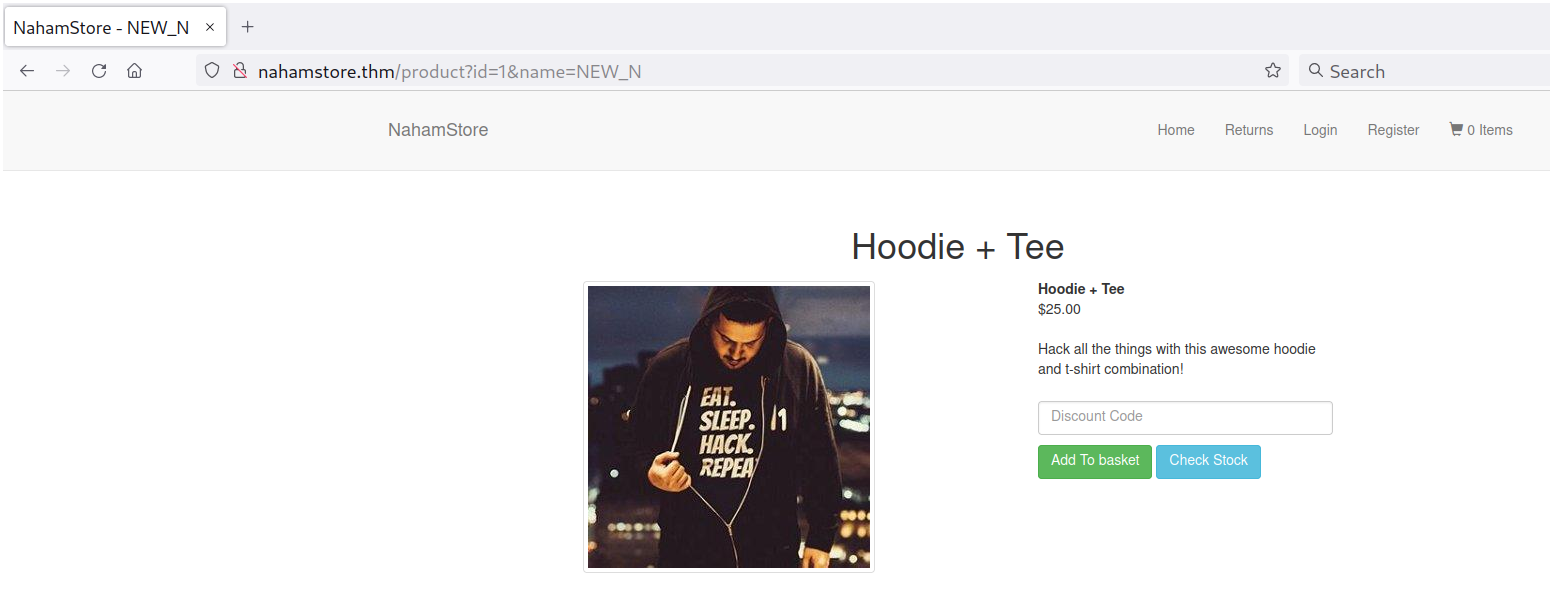 NahamStore - NEW_N
nahamstore.thm/product?id=1&name=NEW_N
Search
NahamStore
Home
Returns
Login
Register
0 Items
Hoodie + Tee
Hoodie + Tee
$25.00
Hack all the things with this awesome hoodie
and t-shirt combination!
Discount Code
Add To basket
Check Stock
EAT.
SLEEP.
HACK.
REPEA